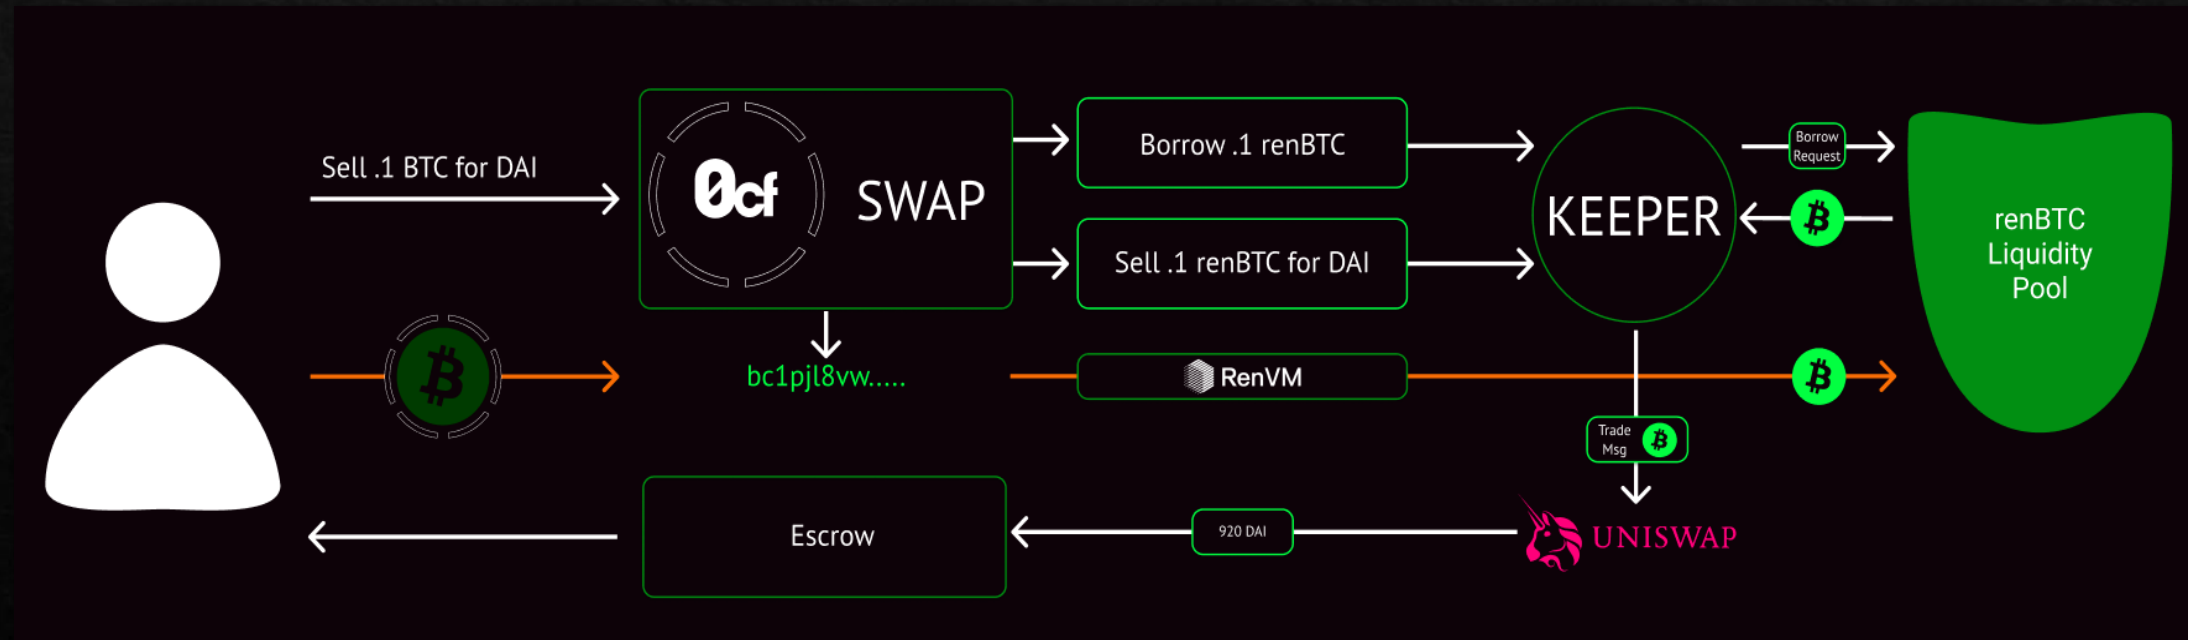 Sell .1 BTC for DAI
0cf
SWAP
Borrow .1 renBTC
Sell .1 renBTC for DAI
KEEPER
Borrow
Request
renBTC
Liquidity
Pool
bc1pjl8vw.....
RenVM
Trade
Msg
Escrow
920 DAI
UNISWAP